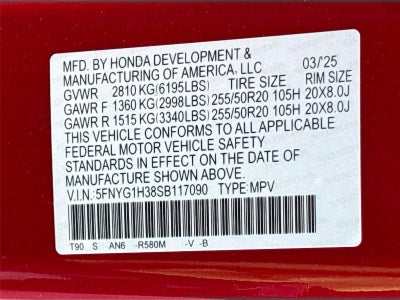 MFD. BY HONDA DEVELOPMENT &
MANUFACTURING OF AMERICA, LLC 03/'25
GVWR 2810 KG(6195LBS) TIRE SIZE RIM SIZE
GAWR F 1360 KG(2998LBS) 255/50R20 105H 20X8.0J
GAWR R 1515 KG(3340LBS) 255/50R20 105H 20X8.0J
THIS VEHICLE CONFORMS TO ALL APPLICABLE
FEDERAL MOTOR VEHICLE SAFETY
STANDARDS IN EFFECT ON THE DATE OF
MANUFACTURE SHOWN ABOVE.
V.I.N.:5FNYG1H38SB117090 TYPE:MPV
T90 S AN6 -R580M -V -B